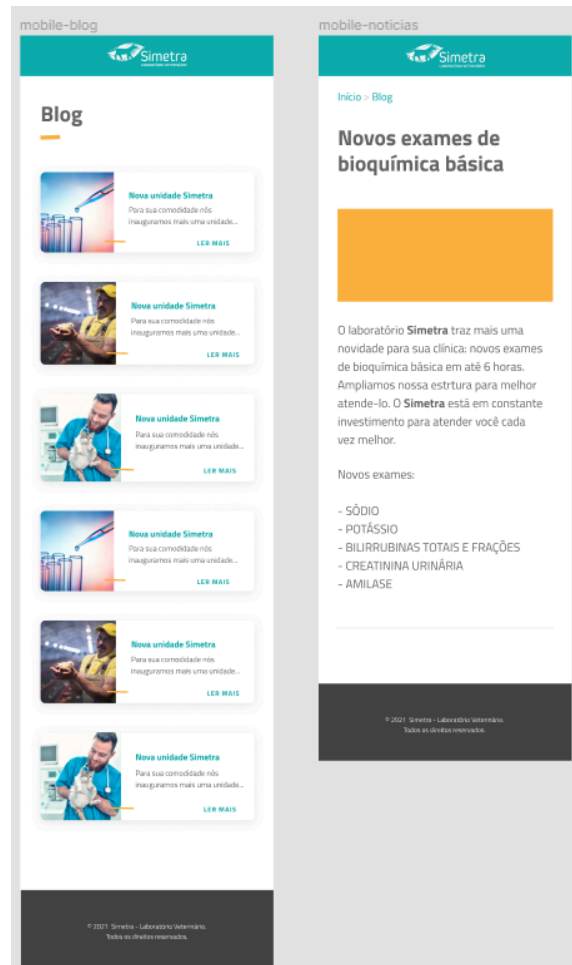 mobile-blog
Simetra
LABORATÓRIO VETERINÁRIO
Blog
Nova unidade Simetra
Para sua comodidade nós
inauguramos mais uma unidade...
LER MAIS
Nova unidade Simetra
Para sua comodidade nós
inauguramos mais uma unidade...
LER MAIS
Nova unidade Simetra
Para sua comodidade nós
inauguramos mais uma unidade...
LER MAIS
Nova unidade Simetra
Para sua comodidade nós
inauguramos mais uma unidade...
LER MAIS
Nova unidade Simetra
Para sua comodidade nós
inauguramos mais uma unidade...
LER MAIS
Nova unidade Simetra
Para sua comodidade nós
inauguramos mais uma unidade...
LER MAIS
© 2021 Simetra - Laboratório Veterinário.
Todos os direitos reservados.
mobile-noticias
Simetra
LABORATÓRIO VETERINÁRIO
Início > Blog
Novos exames de
bioquímica básica
O laboratório Simetra traz mais uma
novidade para sua clínica: novos exames
de bioquímica básica em até 6 horas.
Ampliamos nossa estrtura para melhor
atende-lo. O Simetra está em constante
investimento para atender você cada
vez melhor.
Novos exames:
- SÓDIO
- POTÁSSIO
- BILIRRUBINAS TOTAIS E FRAÇÕES
- CREATININA URINÁRIA
- AMILASE
© 2021 Simetra - Laboratório Veterinário.
Todos os direitos reservados.